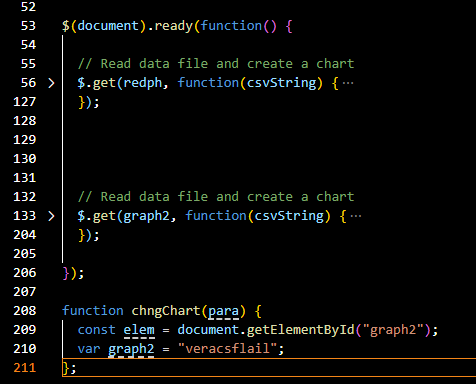 52
53 $(document).ready(function() {
54
55 // Read data file and create a chart
56 > $.get(redph, function(csvString) { ···
127 });
128
129
130
131
132 // Read data file and create a chart
133 > $.get(graph2, function(csvString) { ···
204 });
205
206 });
207
208 function chngChart(para) {
209 const elem = document.getElementById("graph2");
210 var graph2 = "veracsflail";
211 };